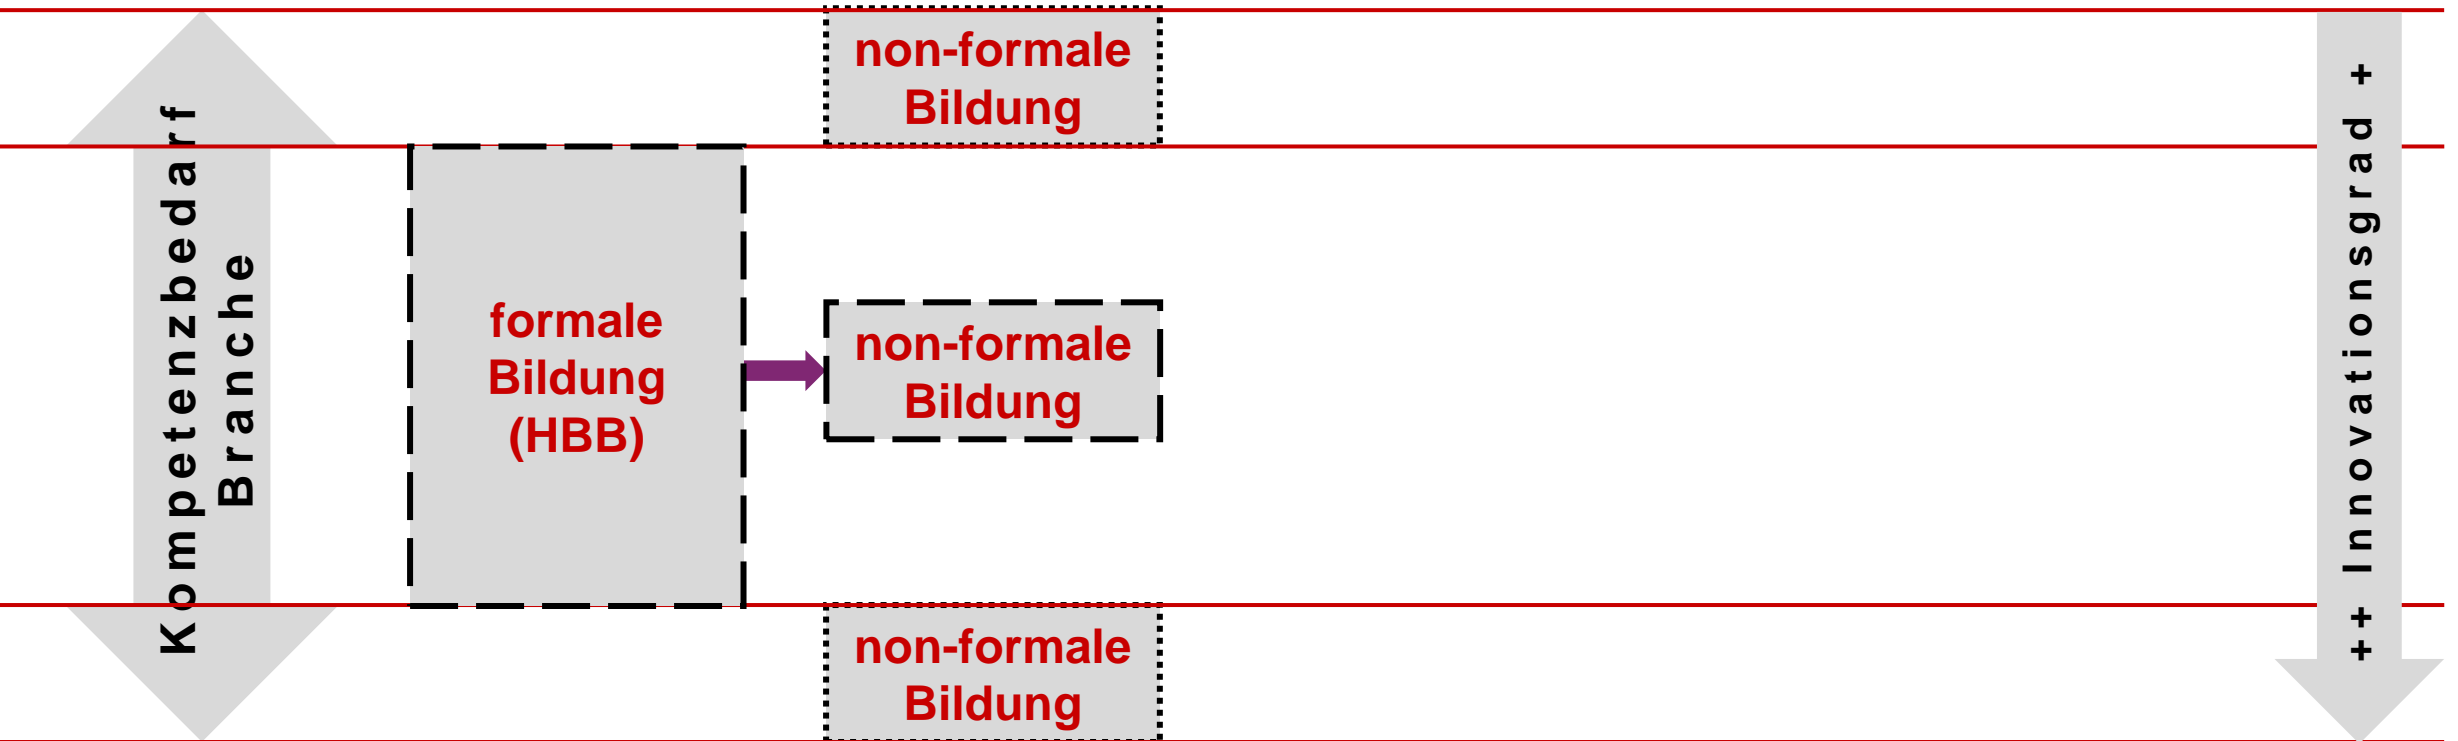 Kompetenzbedarf
Branche
formale
Bildung
(HBB)
non-formale
Bildung
non-formale
Bildung
non-formale
Bildung
++ Innovationsgrad +